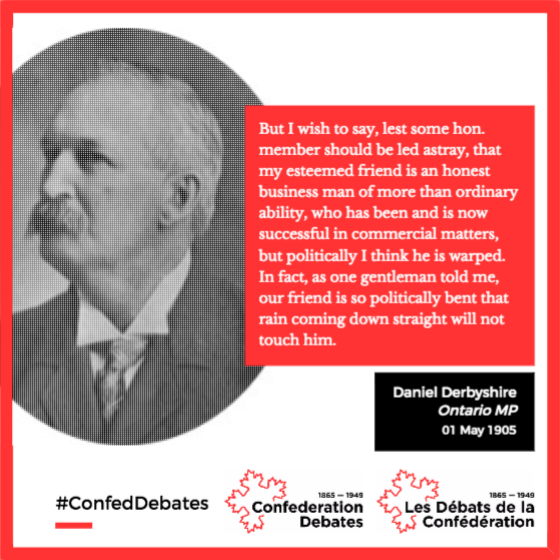 But I wish to say, lest some hon.
member should be led astray, that
my esteemed friend is an honest
business man of more than ordinary
ability, who has been and is now
successful in commercial matters,
but politically I think he is warped.
In fact, as one gentleman told me,
our friend is so politically bent that
rain coming down straight will not
touch him.
Daniel Derbyshire
Ontario MP
01 May 1905
#ConfedDebates
1865 — 1949
Confederation
Debates
1865 — 1949
Les Débats de la
Confédération